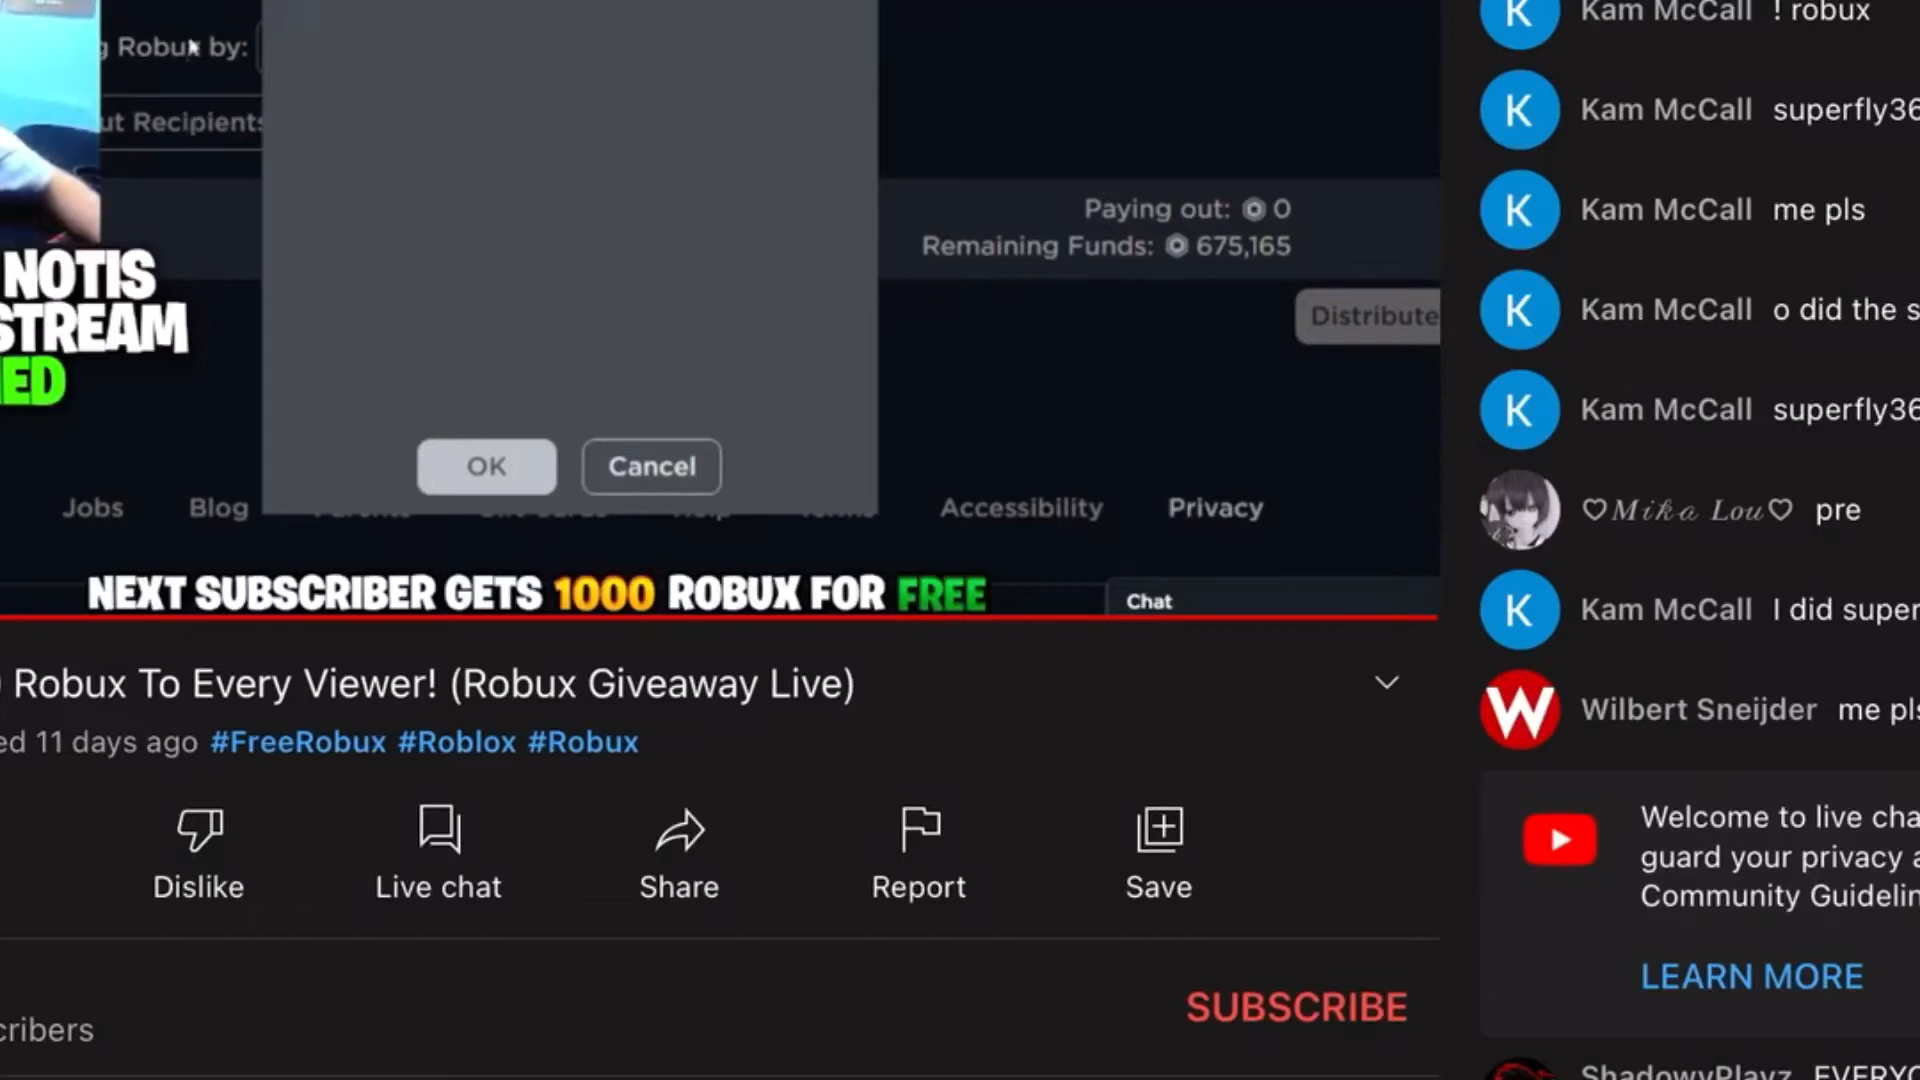 g Robux by:
ut Recipients
Paying out: 0
Remaining Funds: 675,165
Distribute
NOTIS
STREAM
ED
OK
Cancel
Jobs
Blog
Accessibility
Privacy
NEXT SUBSCRIBER GETS 1000 ROBUX FOR FREE
Chat
Robux To Every Viewer! (Robux Giveaway Live)
ed 11 days ago #FreeRobux #Roblox #Robux
Dislike
Live chat
Share
Report
Save
cribers
SUBSCRIBE
K Kam McCall ! robux
K Kam McCall superfly36
K Kam McCall me pls
K Kam McCall o did the s
K Kam McCall superfly36
♡𝓜𝓲𝓴𝓪 𝓛𝓸𝓾♡ pre
K Kam McCall I did super
W Wilbert Sneijder me pls
Welcome to live cha
guard your privacy a
Community Guidelin
LEARN MORE
ShadowyPlayz EVERYO